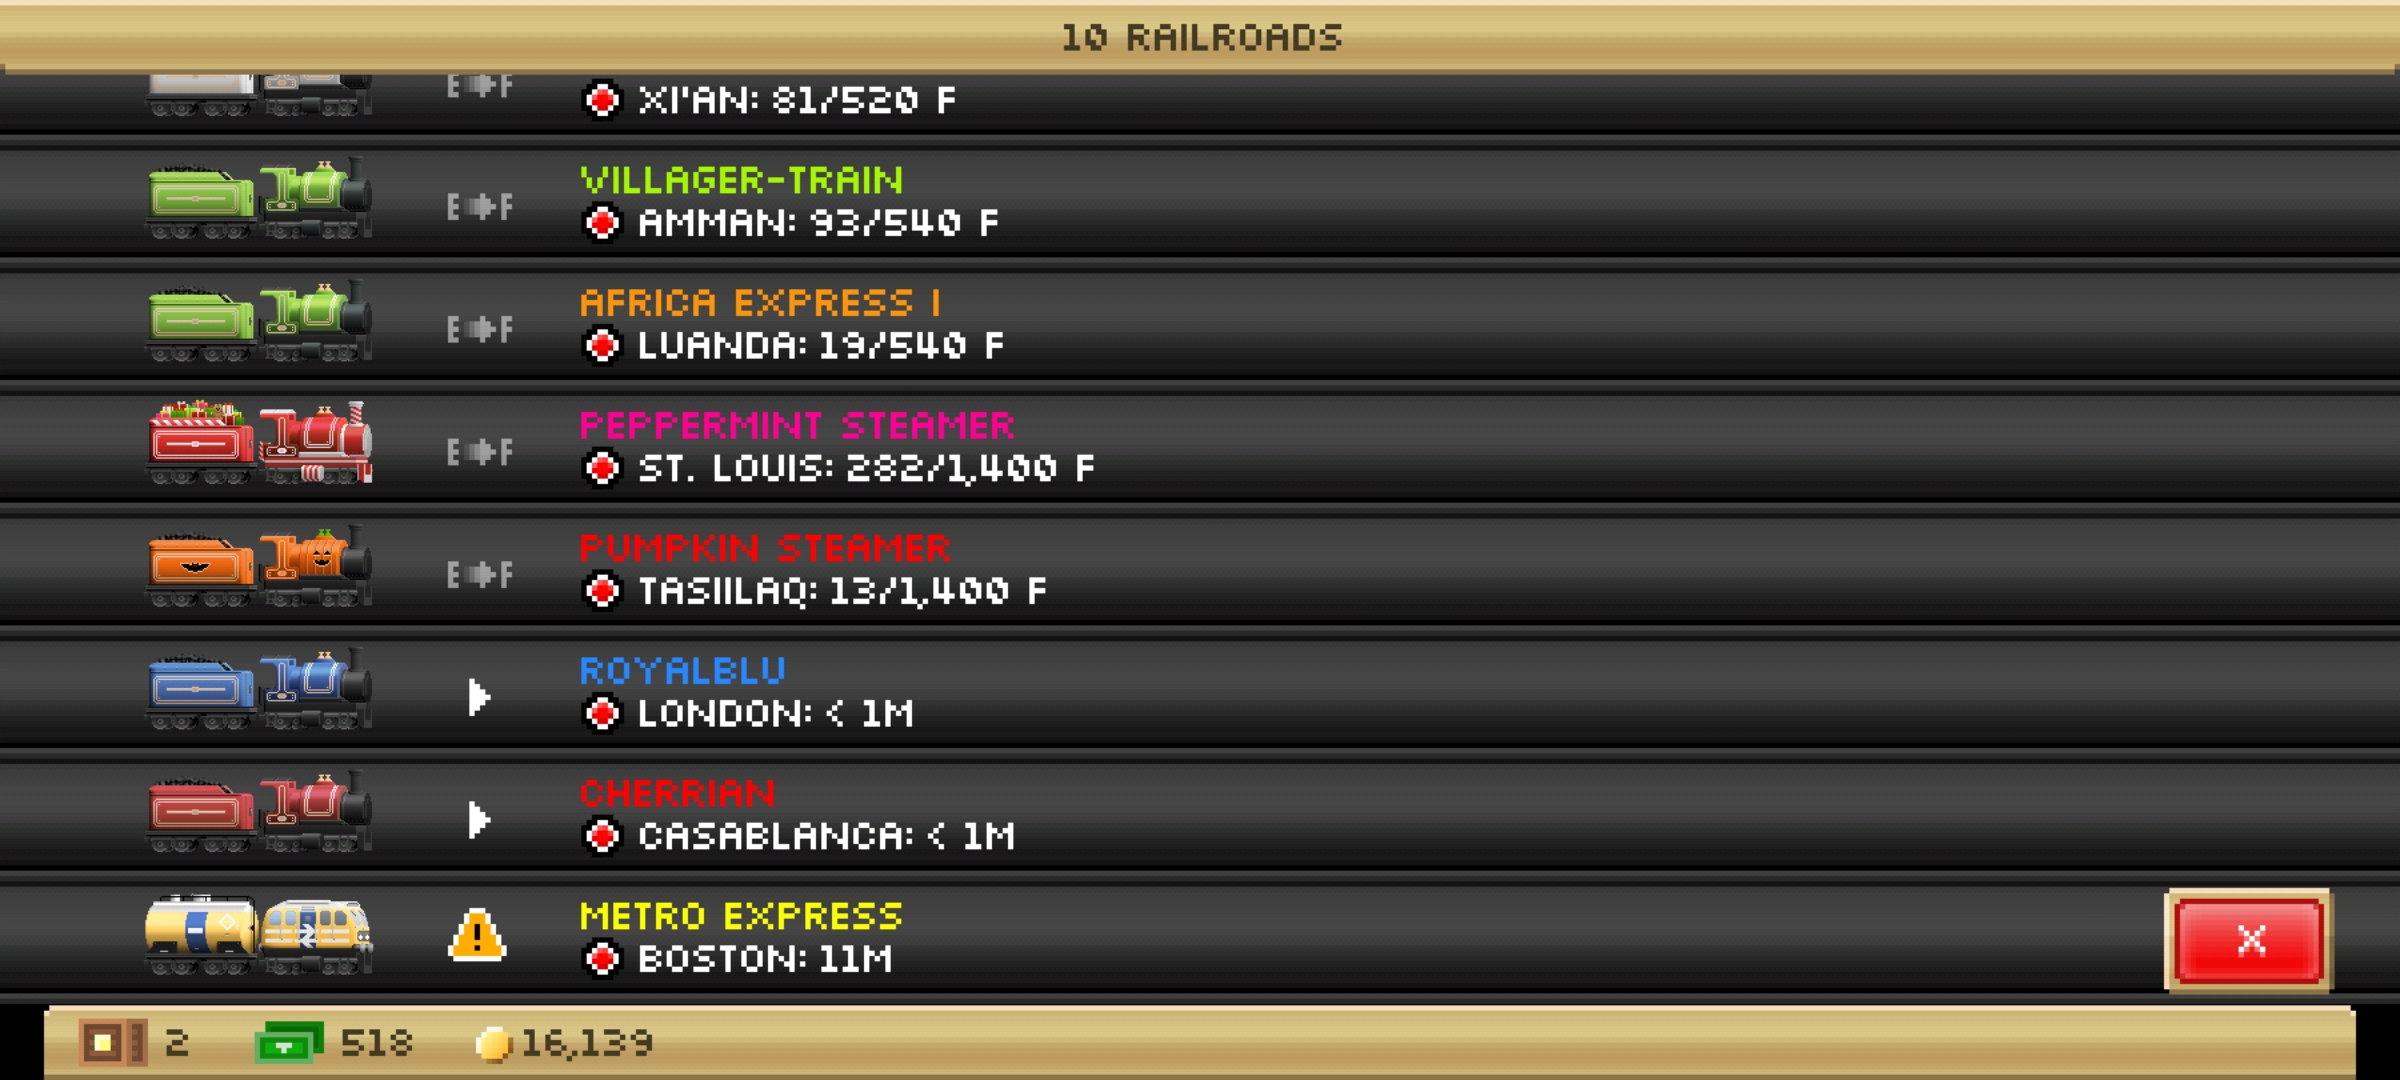 10 RAILROADS
E F
XI'AN: 81/520 F
VILLAGER-TRAIN
E F
AMMAN: 93/540 F
AFRICA EXPRESS I
E F
LUANDA: 19/540 F
PEPPERMINT STEAMER
E F
ST. LOUIS: 282/1,400 F
PUMPKIN STEAMER
E F
TASIILAQ: 13/1,400 F
ROYALBLU
LONDON: < 1M
CHERRIAN
CASABLANCA: < 1M
METRO EXPRESS
BOSTON: 11M
X
2 518 16,139